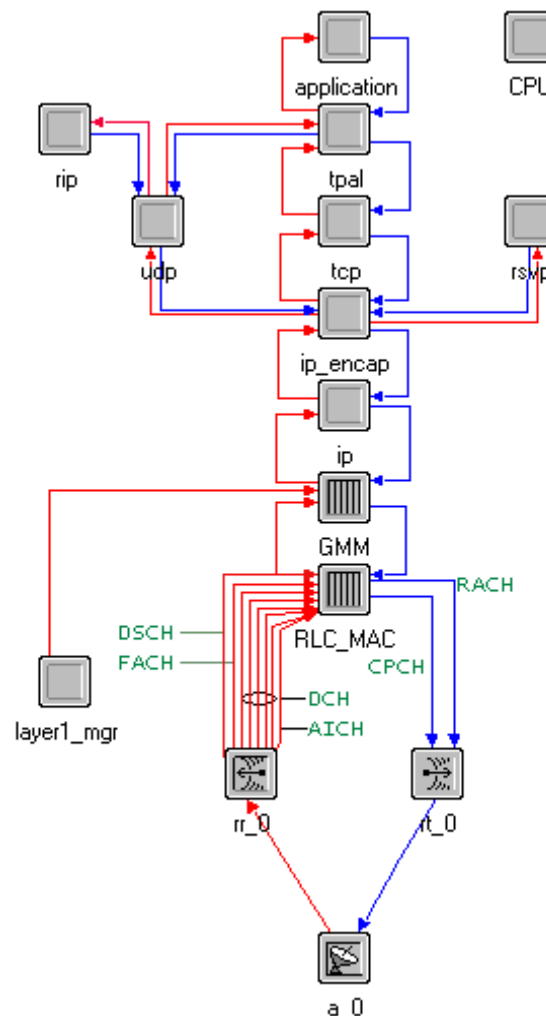 application
CPU
rip
tpal
udp
tcp
rsvp
ip_encap
ip
GMM
RACH
DSCH
RLC_MAC
FACH
CPCH
DCH
layer1_mgr
AICH
rr_0
rt_0
a_0